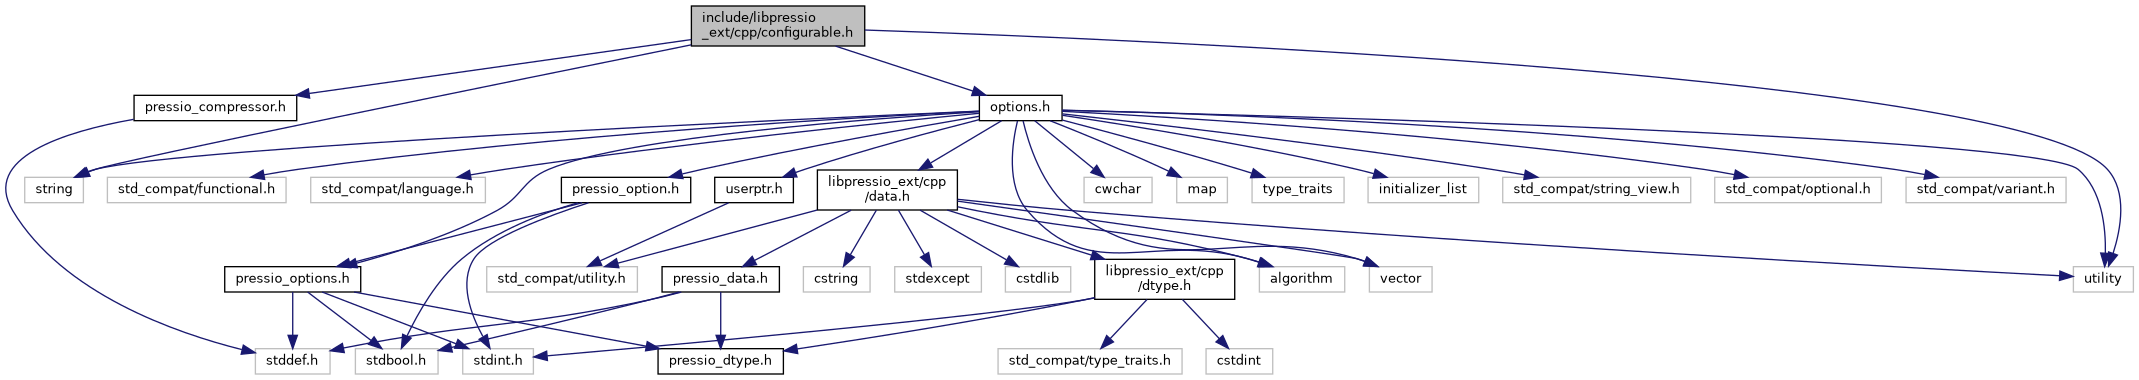 include/libpressio
_ext/cpp/configurable.h
pressio_compressor.h
options.h
string
std_compat/functional.h
std_compat/language.h
pressio_option.h
userptr.h
libpressio_ext/cpp
/data.h
cwchar
map
type_traits
initializer_list
std_compat/string_view.h
std_compat/optional.h
std_compat/variant.h
pressio_options.h
std_compat/utility.h
pressio_data.h
cstring
stdexcept
cstdlib
libpressio_ext/cpp
/dtype.h
algorithm
vector
utility
stddef.h
stdbool.h
stdint.h
pressio_dtype.h
std_compat/type_traits.h
cstdint